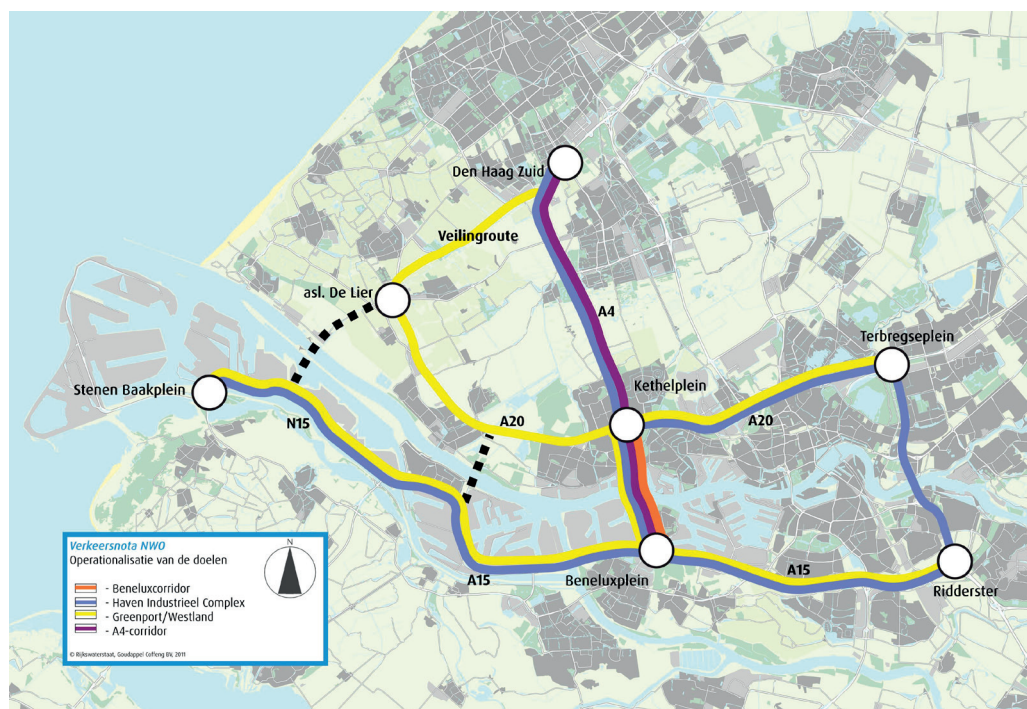 Den Haag Zuid
Veilingroute
asl. De Lier
A4
Terbregseplein
Stenen Baakplein
Kethelplein
N15
A20
A20
Verkeersnota NWO
Operationalisatie van de doelen
N
- Beneluxcorridor
- Haven Industrieel Complex
- Greenport/Westland
- A4-corridor
© Rijkswaterstaat, Goudappel Coffeng BV, 2011
A15
Beneluxplein
A15
Ridderster